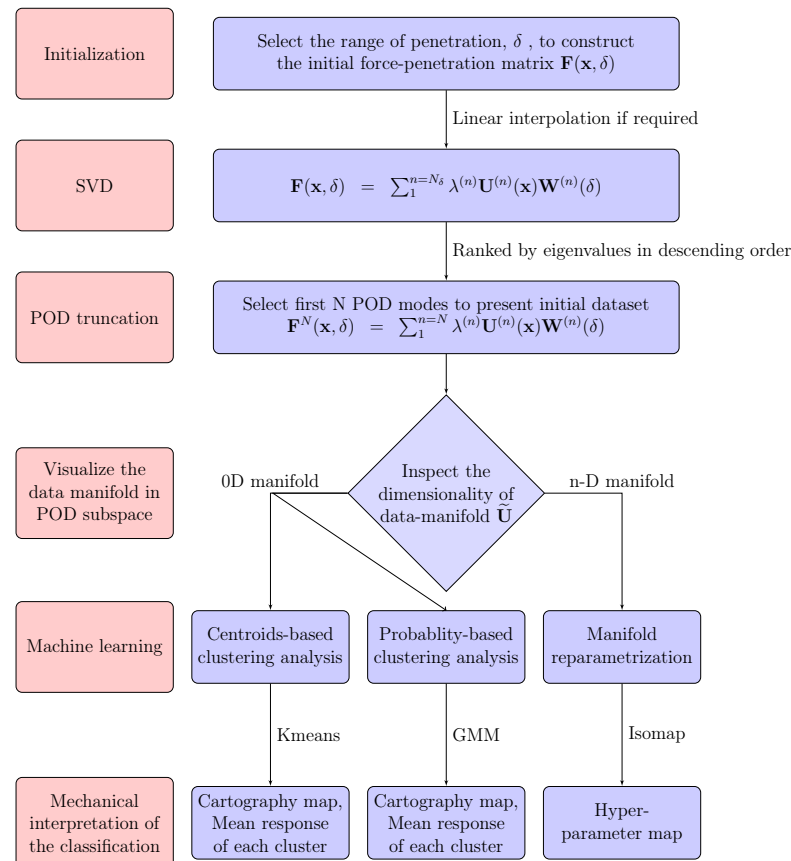 Initialization
Select the range of penetration, δ , to construct
the initial force-penetration matrix F(x, δ)
Linear interpolation if required
SVD
F(x, δ) = ∑₁ⁿ⁼ᴺδ λ⁽ⁿ⁾U⁽ⁿ⁾(x)W⁽ⁿ⁾(δ)
Ranked by eigenvalues in descending order
POD truncation
Select first N POD modes to present initial dataset
Fᴺ(x, δ) = ∑₁ⁿ⁼ᴺ λ⁽ⁿ⁾U⁽ⁿ⁾(x)W⁽ⁿ⁾(δ)
Visualize the
data manifold in
POD subspace
0D manifold
Inspect the
dimensionality of
data-manifold Ũ
n-D manifold
Machine learning
Centroids-based
clustering analysis
Probablity-based
clustering analysis
Manifold
reparametrization
Kmeans
GMM
Isomap
Mechanical
interpretation of
the classification
Cartography map,
Mean response
of each cluster
Cartography map,
Mean response
of each cluster
Hyper-
parameter map